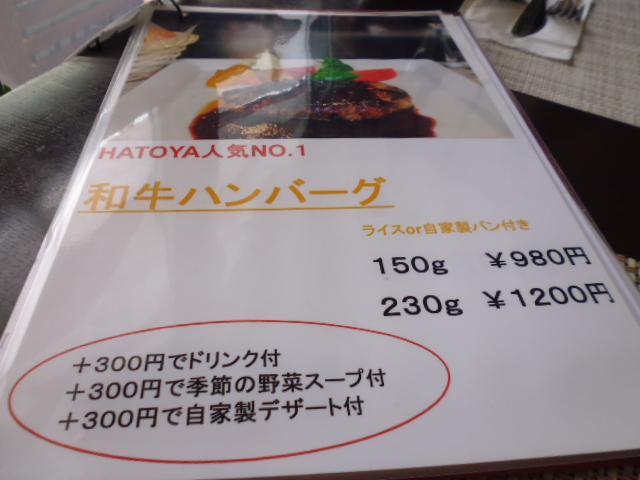 HATOYA人気NO.1
和牛ハンバーグ
ライスor自家製パン付き
150g ￥980円
230g ￥1200円
＋300円でドリンク付
＋300円で季節の野菜スープ付
＋300円で自家製デザート付